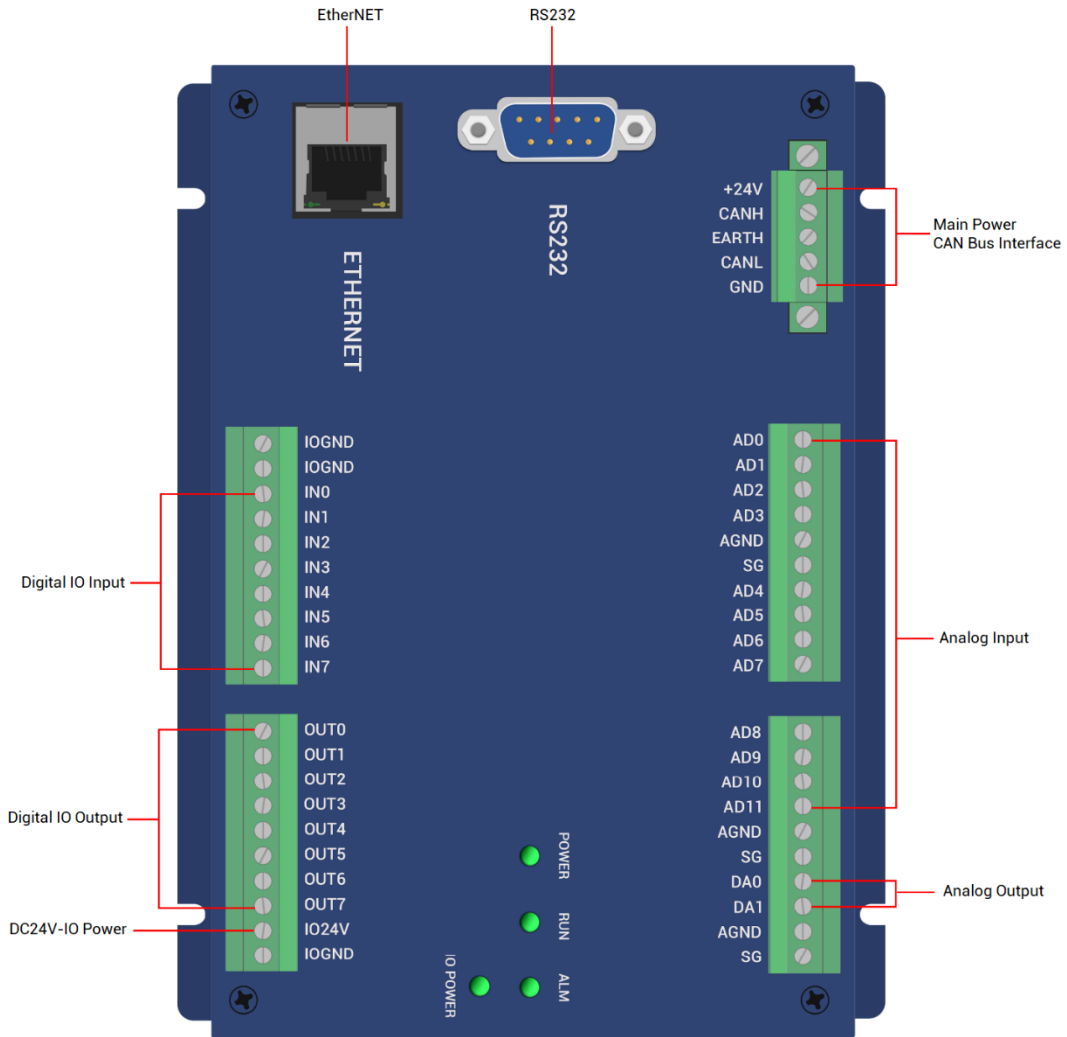 EtherNET
RS232
ETHERNET
RS232
+24V
CANH
EARTH
CANL
GND
Main Power
CAN Bus Interface
IOGND
IOGND
IN0
IN1
IN2
IN3
IN4
IN5
IN6
IN7
Digital IO Input
AD0
AD1
AD2
AD3
AGND
SG
AD4
AD5
AD6
AD7
Analog Input
OUT0
OUT1
OUT2
OUT3
OUT4
OUT5
OUT6
OUT7
IO24V
IOGND
Digital IO Output
DC24V-IO Power
AD8
AD9
AD10
AD11
AGND
SG
DA0
DA1
AGND
SG
Analog Output
POWER
RUN
IO POWER
ALM